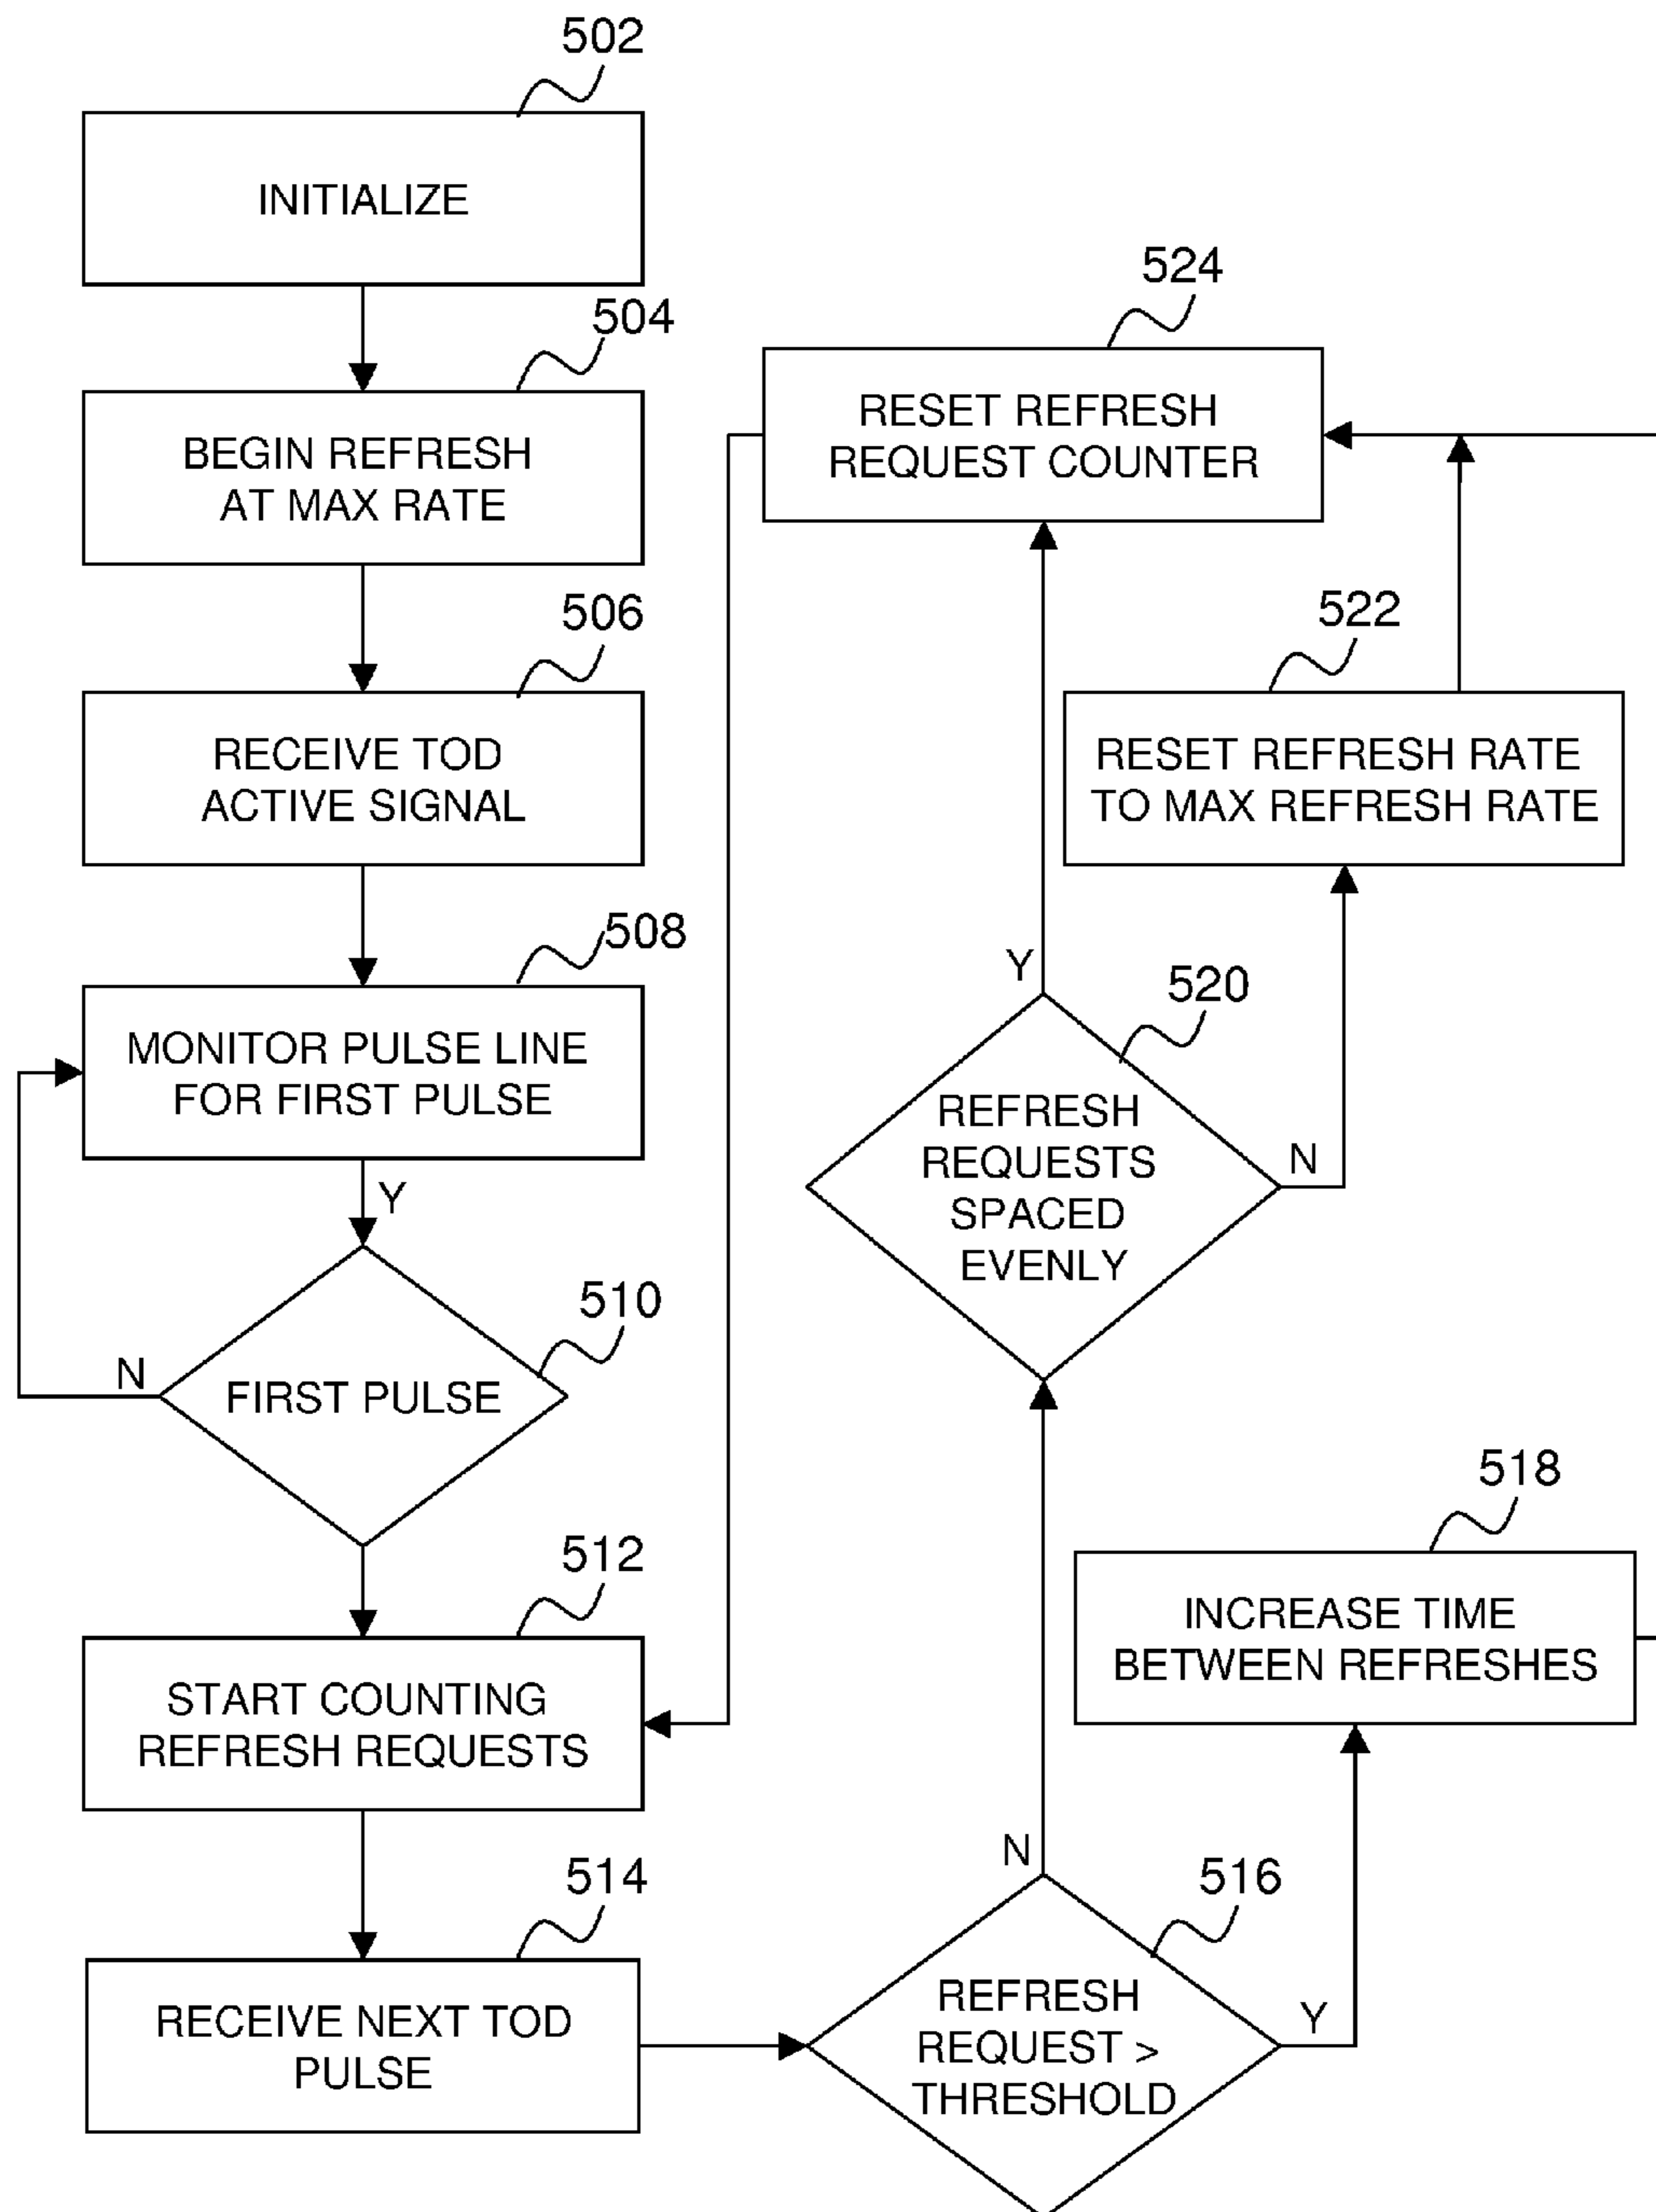 502
INITIALIZE
504
BEGIN REFRESH
AT MAX RATE
506
RECEIVE TOD
ACTIVE SIGNAL
508
MONITOR PULSE LINE
FOR FIRST PULSE
Y
510
FIRST PULSE
N
512
START COUNTING
REFRESH REQUESTS
514
RECEIVE NEXT TOD
PULSE
516
REFRESH
REQUEST >
THRESHOLD
N
Y
518
INCREASE TIME
BETWEEN REFRESHES
520
REFRESH
REQUESTS
SPACED
EVENLY
Y
N
522
RESET REFRESH RATE
TO MAX REFRESH RATE
524
RESET REFRESH
REQUEST COUNTER